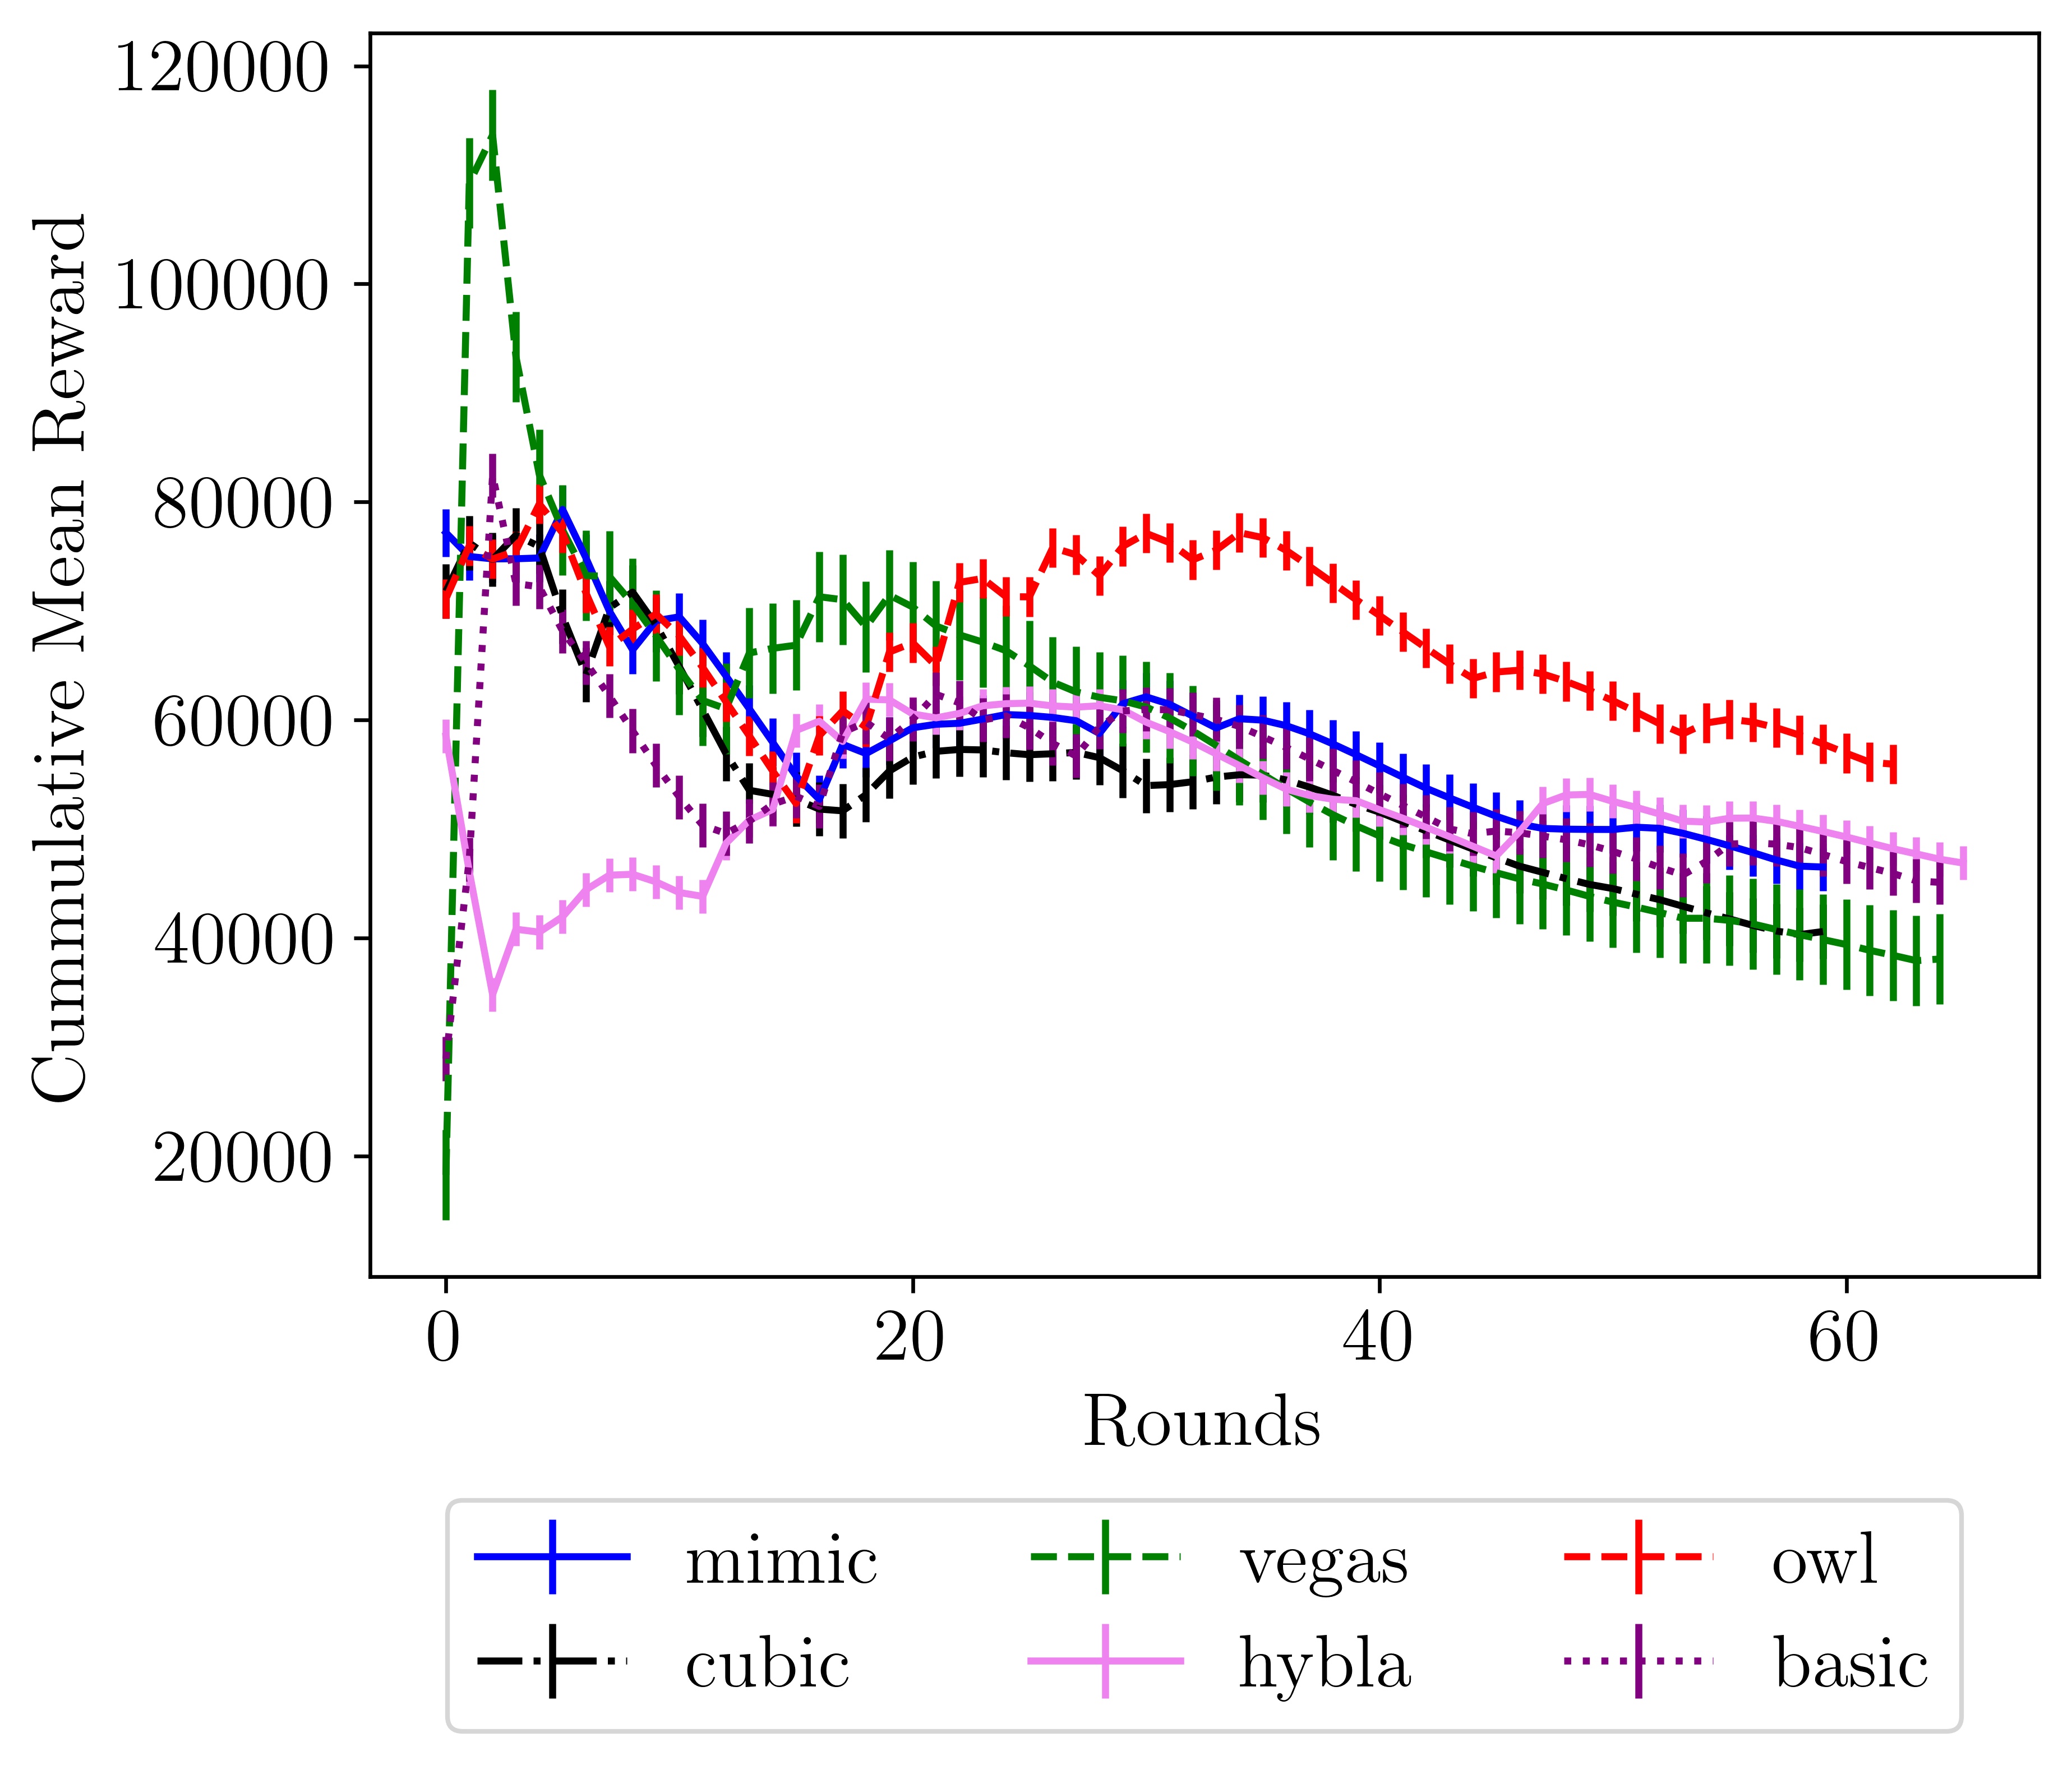 120000
100000
80000
60000
40000
20000
Cummulative Mean Reward
0 20 40 60
Rounds
mimic vegas owl
cubic hybla basic